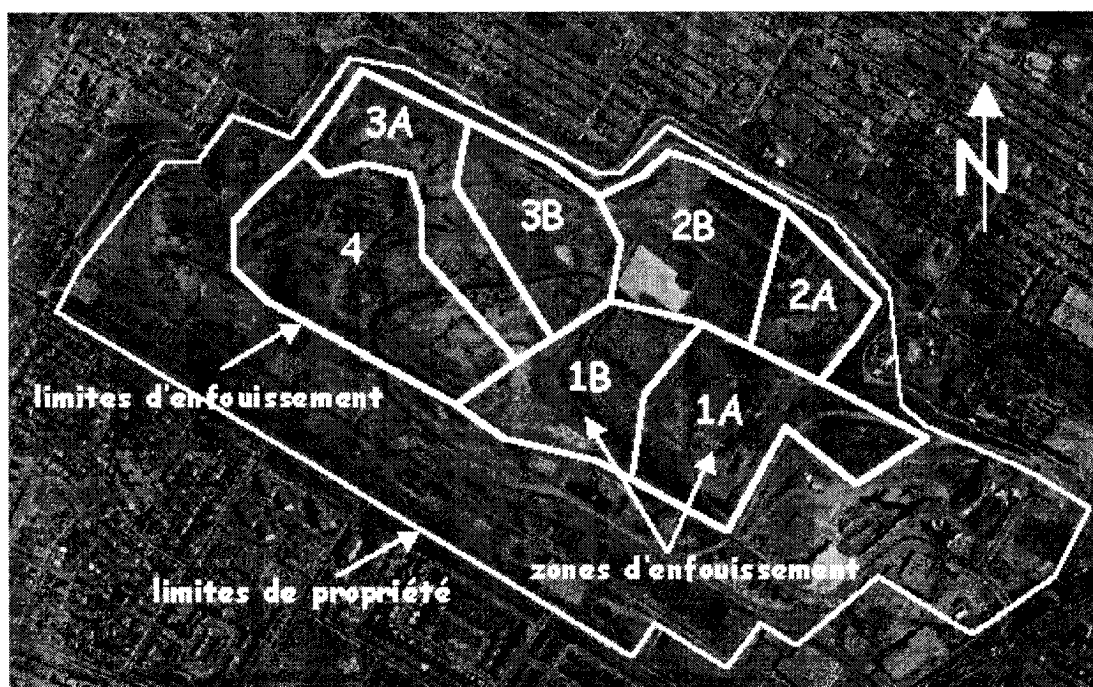 3A
N
3B
2B
4
2A
1B
1A
limites d'enfouissement
zones d'enfouissement
limites de propriété